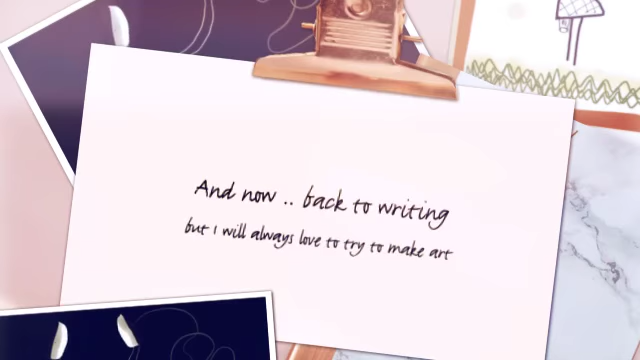 And now .. back to writing
but I will always love to try to make art